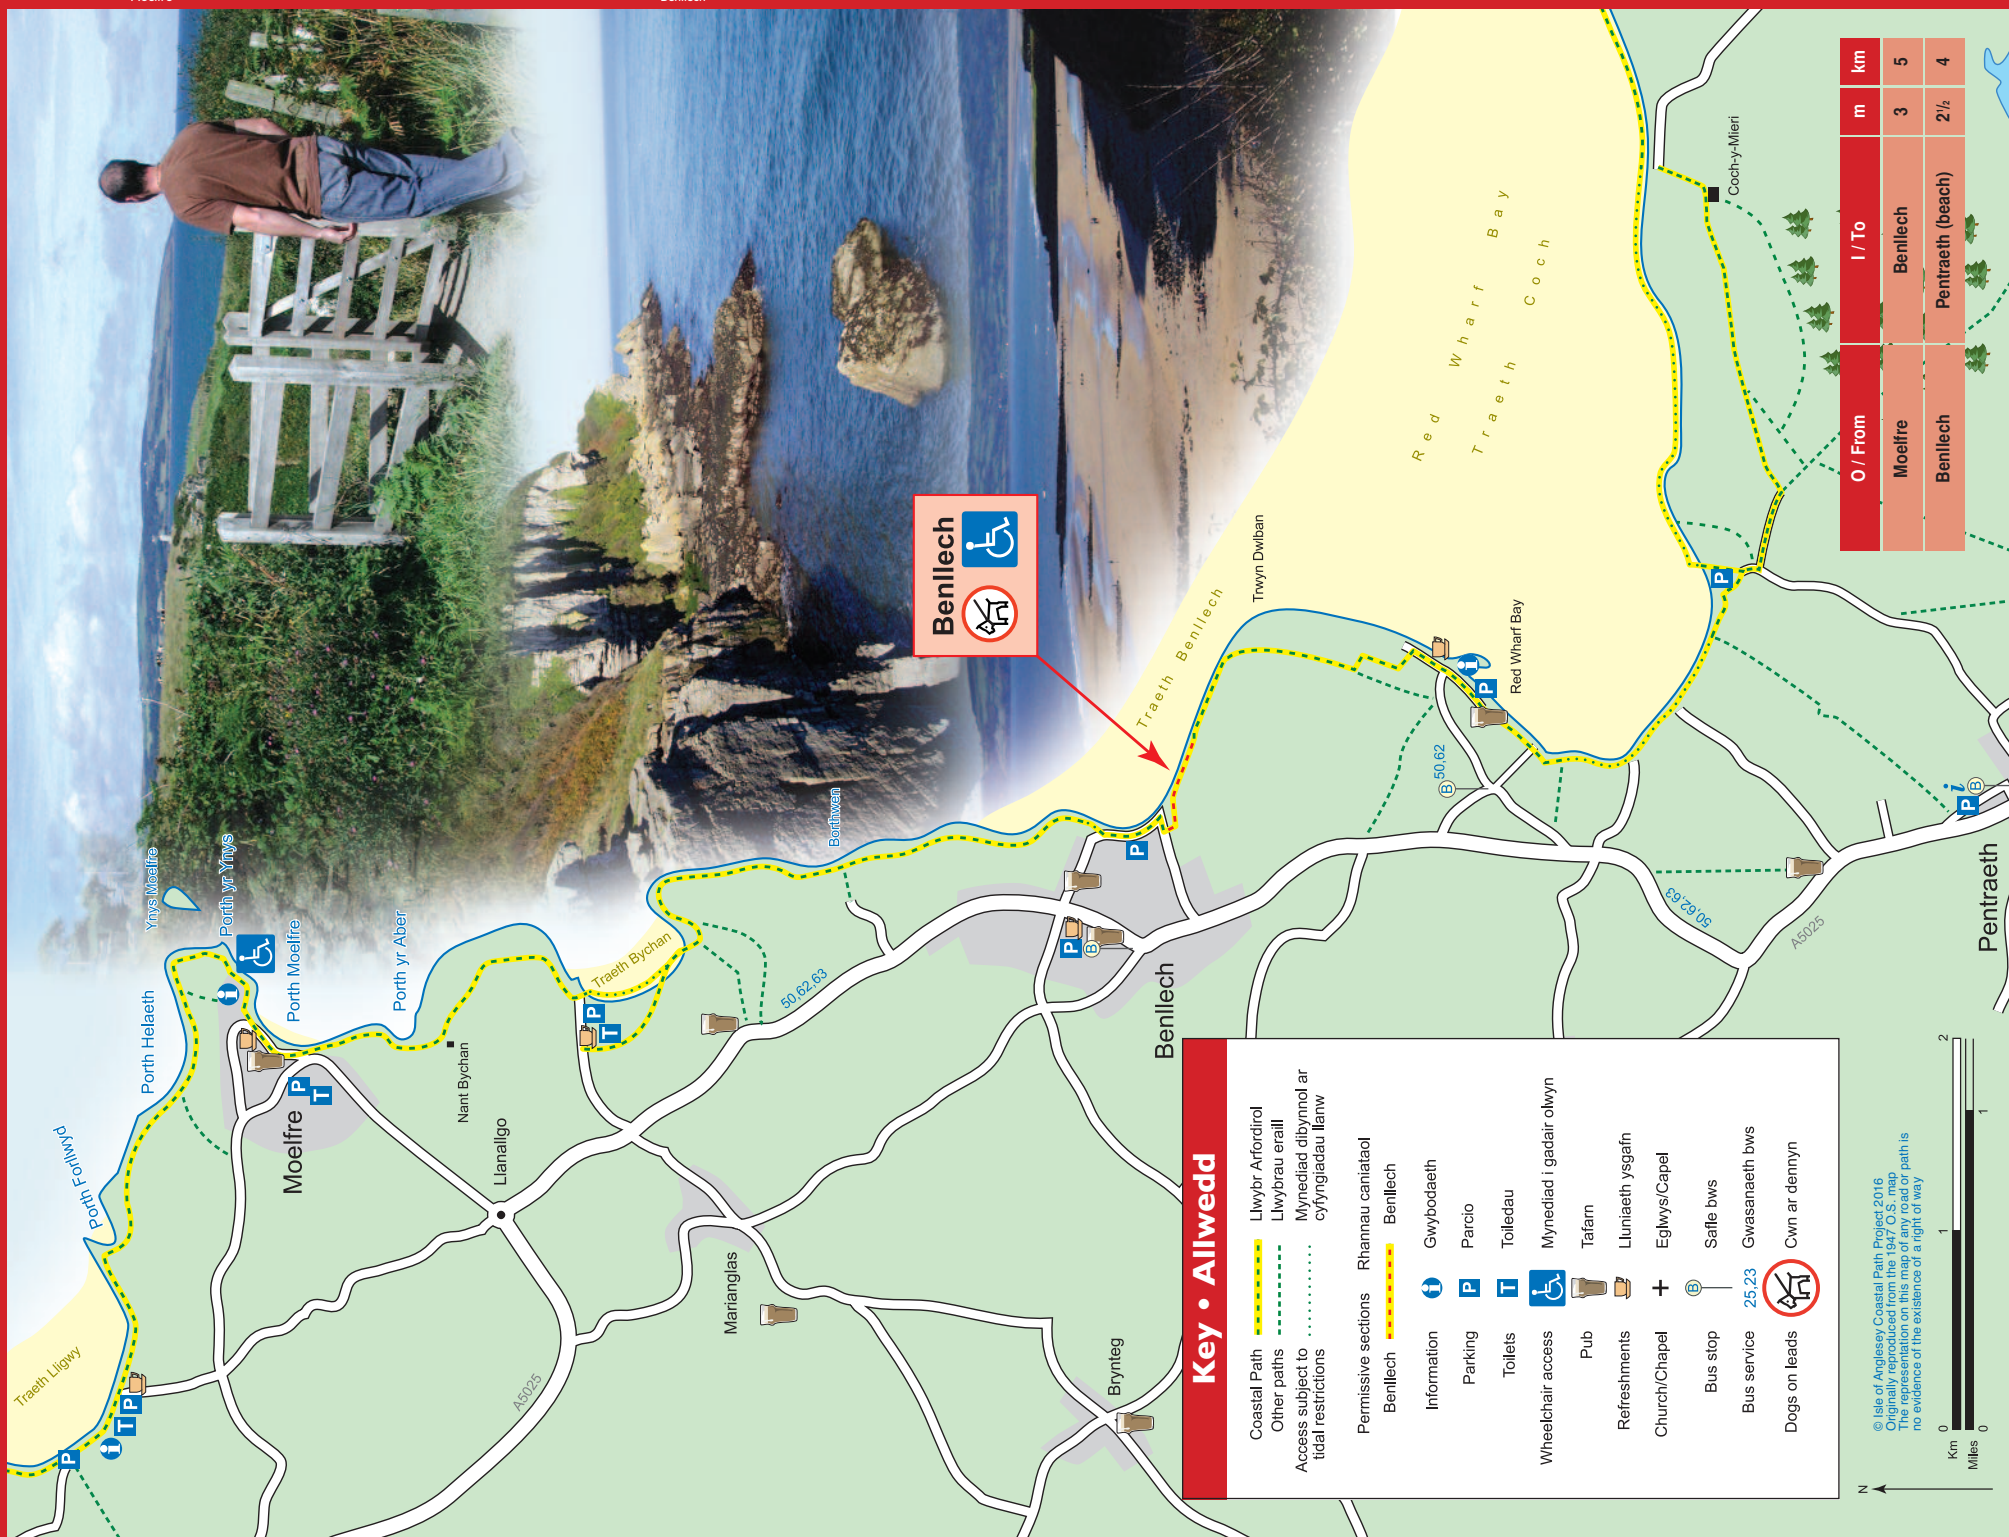 Traeth Lligwy
Porth Forllwyd
Porth Helaeth
Ynys Moelfre
Porth yr Ynys
Porth Moelfre
Porth yr Aber
Traeth Bychan
Borthwen
Traeth Benllech
Trwyn Dwlban
Red Wharf Bay
Traeth Coch
Red Wharf Bay
Coch-y-Mieri
Moelfre
Nant Bychan
Llanallgo
Marianglas
Brynteg
Benllech
Pentraeth
A5025
A5025
50,62,63
50,62
50,62,63
P
T
P
P
T
P
T
P
P
P
P
P
B
B
B
Benllech
O / From
I / To
m
km
Moelfre
Benllech
3
5
Benllech
Pentraeth (beach)
2½
4
Key • Allwedd
Coastal Path
Llwybr Arfordirol
Other paths
Llwybrau eraill
Access subject to
tidal restrictions
Mynediad dibynnol ar
cyfyngiadau llanw
Permissive sections
Rhannau caniataol
Benllech
Benllech
Information
Gwybodaeth
Parking
P
Parcio
Toilets
T
Toiledau
Wheelchair access
Mynediad i gadair olwyn
Pub
Tafarn
Refreshments
Lluniaeth ysgafn
Church/Chapel
Eglwys/Capel
Bus stop
B
Safle bws
Bus service
25,23
Gwasanaeth bws
Dogs on leads
Cwn ar dennyn
© Isle of Anglesey Coastal Path Project 2016
Originally reproduced from the 1947 O.S. map
The representation on this map of any road or path is
no evidence of the existence of a right of way
N
Km
0
1
2
Miles
0
1